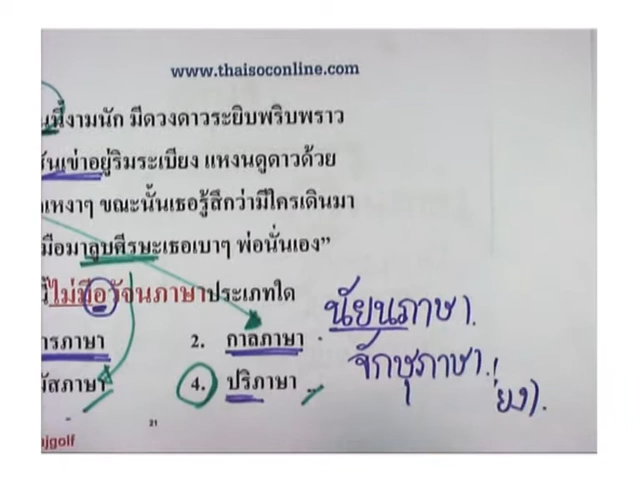 www.thaisoconline.com
นนี้งามนัก มีดวงดาวระยิบพริบพราว
นเข่าอยู่ริมระเบียง แหงนดูดาวด้วย
เหงาๆ ขณะนั้นเธอรู้สึกว่ามีใครเดินมา
มือมาลูบศีรษะเธอเบาๆ พ่อนั่นเอง”
นี้ไม่มีอวัจนภาษาประเภทใด
นัยนภาษา.
ารภาษา
2. กาลภาษา
จักษุภาษา.
ัสภาษา
4. ปริภาษา
21
ajgolf